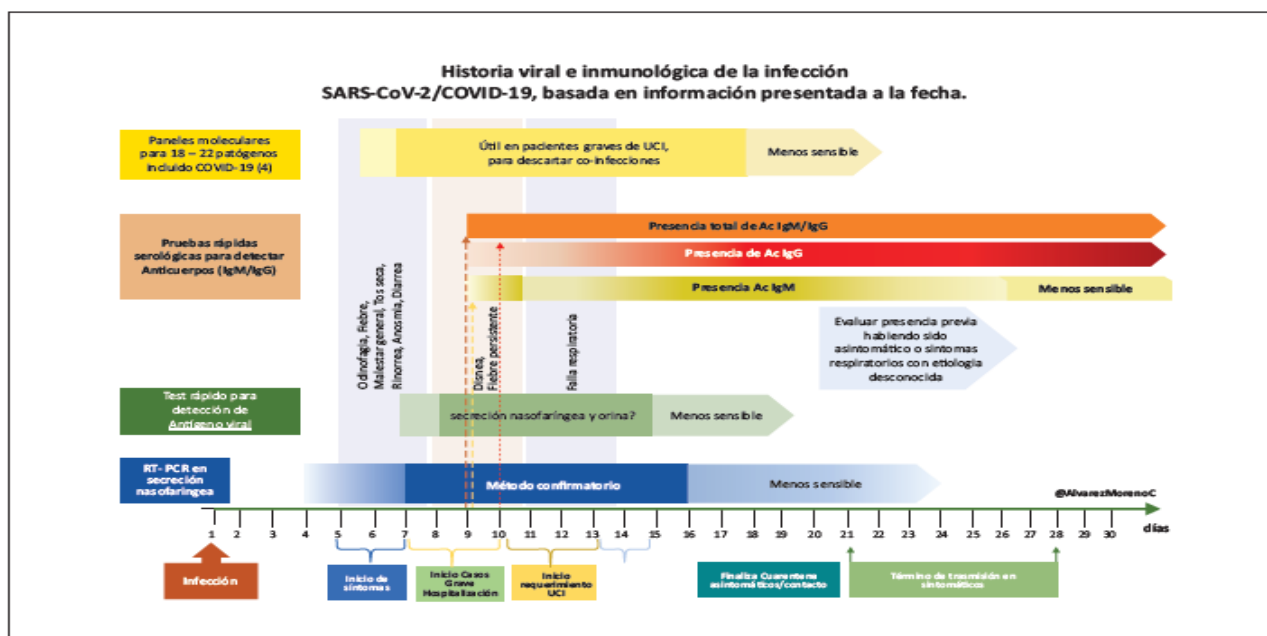 Historia viral e inmunológica de la infección
SARS-CoV-2/COVID-19, basada en información presentada a la fecha.
Paneles moleculares
para 18 – 22 patógenos
incluido COVID-19 (4)
Útil en pacientes graves de UCI,
para descartar co-infecciones
Menos sensible
Pruebas rápidas
serológicas para detectar
Anticuerpos (IgM/IgG)
Presencia total de Ac IgM/IgG
Presencia de Ac IgG
Presencia Ac IgM
Menos sensible
Odinofagia, Fiebre,
Malestar general, Tos seca,
Rinorrea, Anosmia, Diarrea
Disnea,
Fiebre persistente
Falla respiratoria
Evaluar presencia previa
habiendo sido
asintomático o síntomas
respiratorios con etiología
desconocida
Test rápido para
detección de
Antígeno viral
secreción nasofaríngea y orina?
Menos sensible
RT- PCR en
secreción
nasofaríngea
Método confirmatorio
Menos sensible
@AlvarezMorenoC
1 2 3 4 5 6 7 8 9 10 11 12 13 14 15 16 17 18 19 20 21 22 23 24 25 26 27 28 29 30
días
Infección
Inicio de
síntomas
Inicio Casos
Grave
Hospitalización
Inicio
requerimiento
UCI
Finaliza Cuarentena
asintomáticos/contacto
Término de trasmisión en
sintomáticos